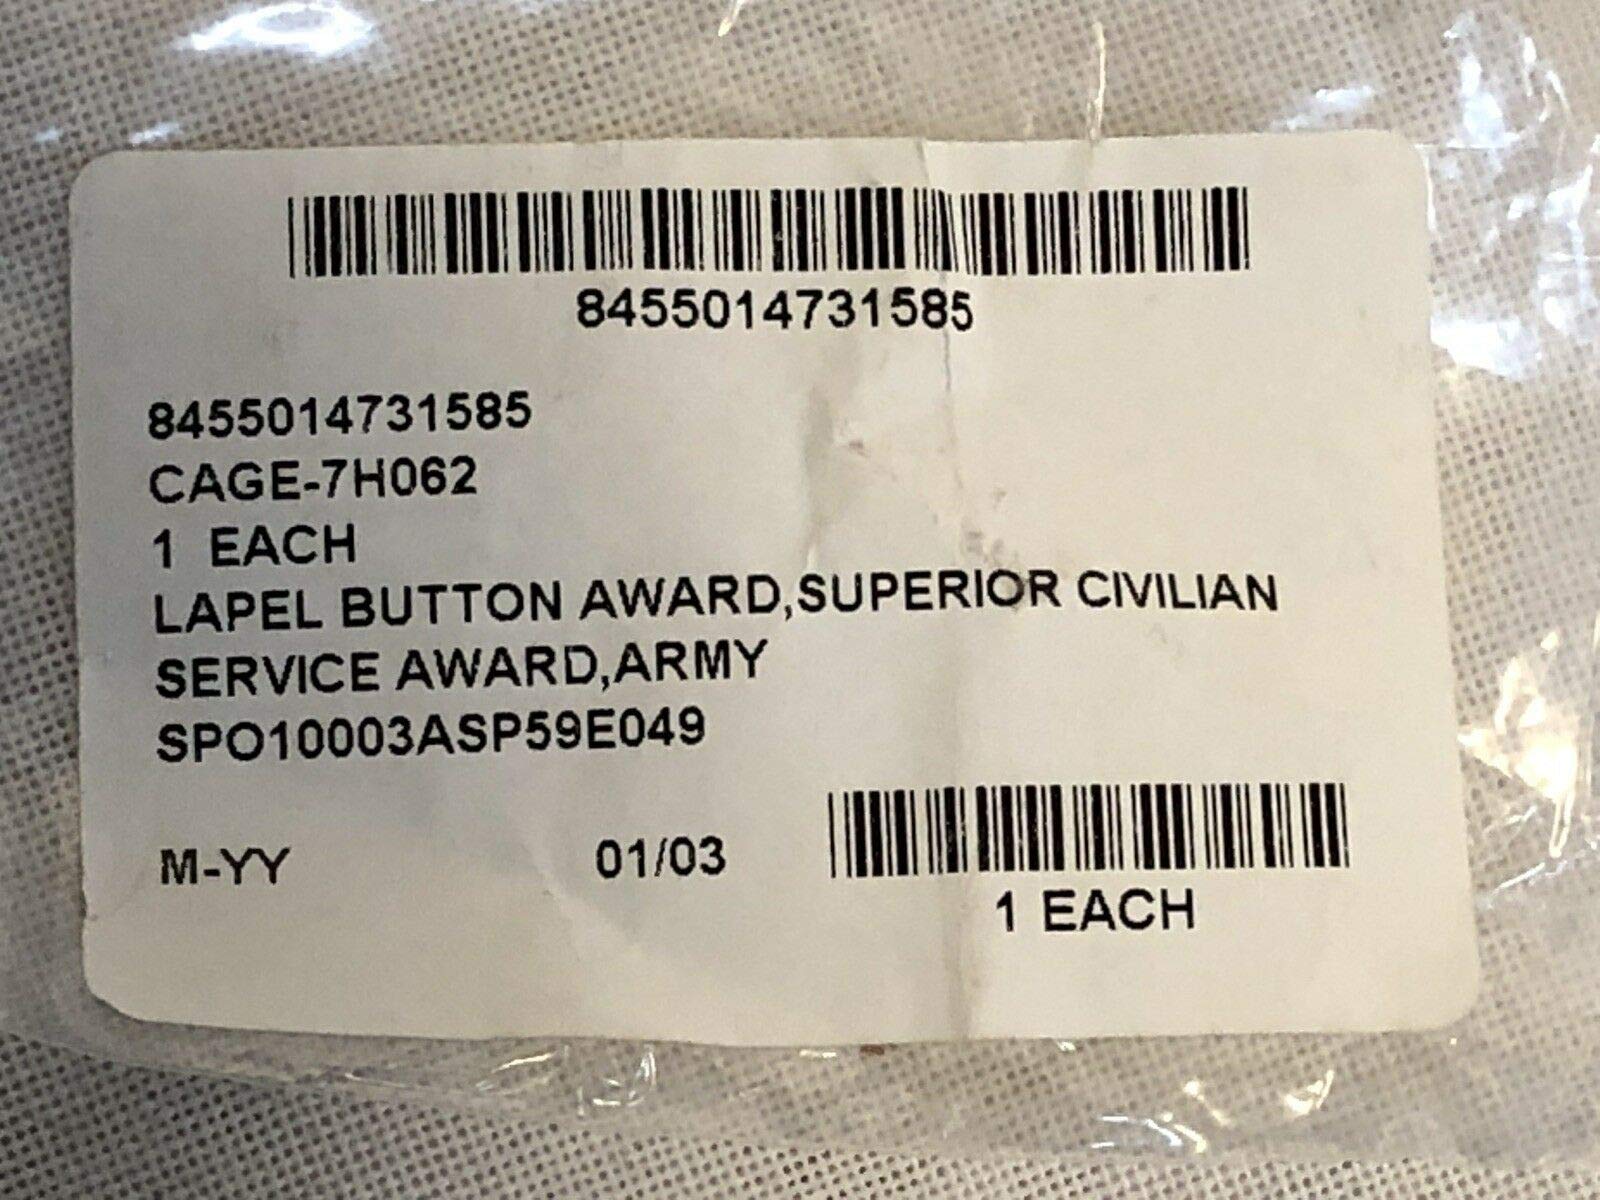 8455014731585
8455014731585
CAGE-7H062
1 EACH
LAPEL BUTTON AWARD,SUPERIOR CIVILIAN
SERVICE AWARD,ARMY
SPO10003ASP59E049
M-YY 01/03
1 EACH